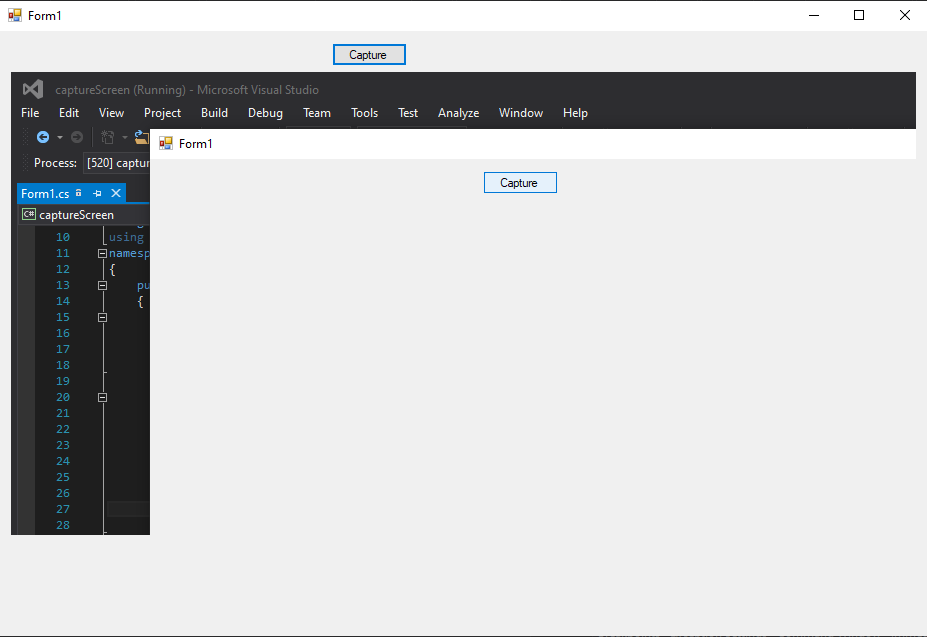 Form1
Capture
captureScreen (Running) - Microsoft Visual Studio
File Edit View Project Build Debug Team Tools Test Analyze Window Help
Form1
Process: [520] captur
Capture
Form1.cs
C# captureScreen
10 using
11 namesp
12 {
13 pu
14 {
15
16
17
18
19
20
21
22
23
24
25
26
27
28